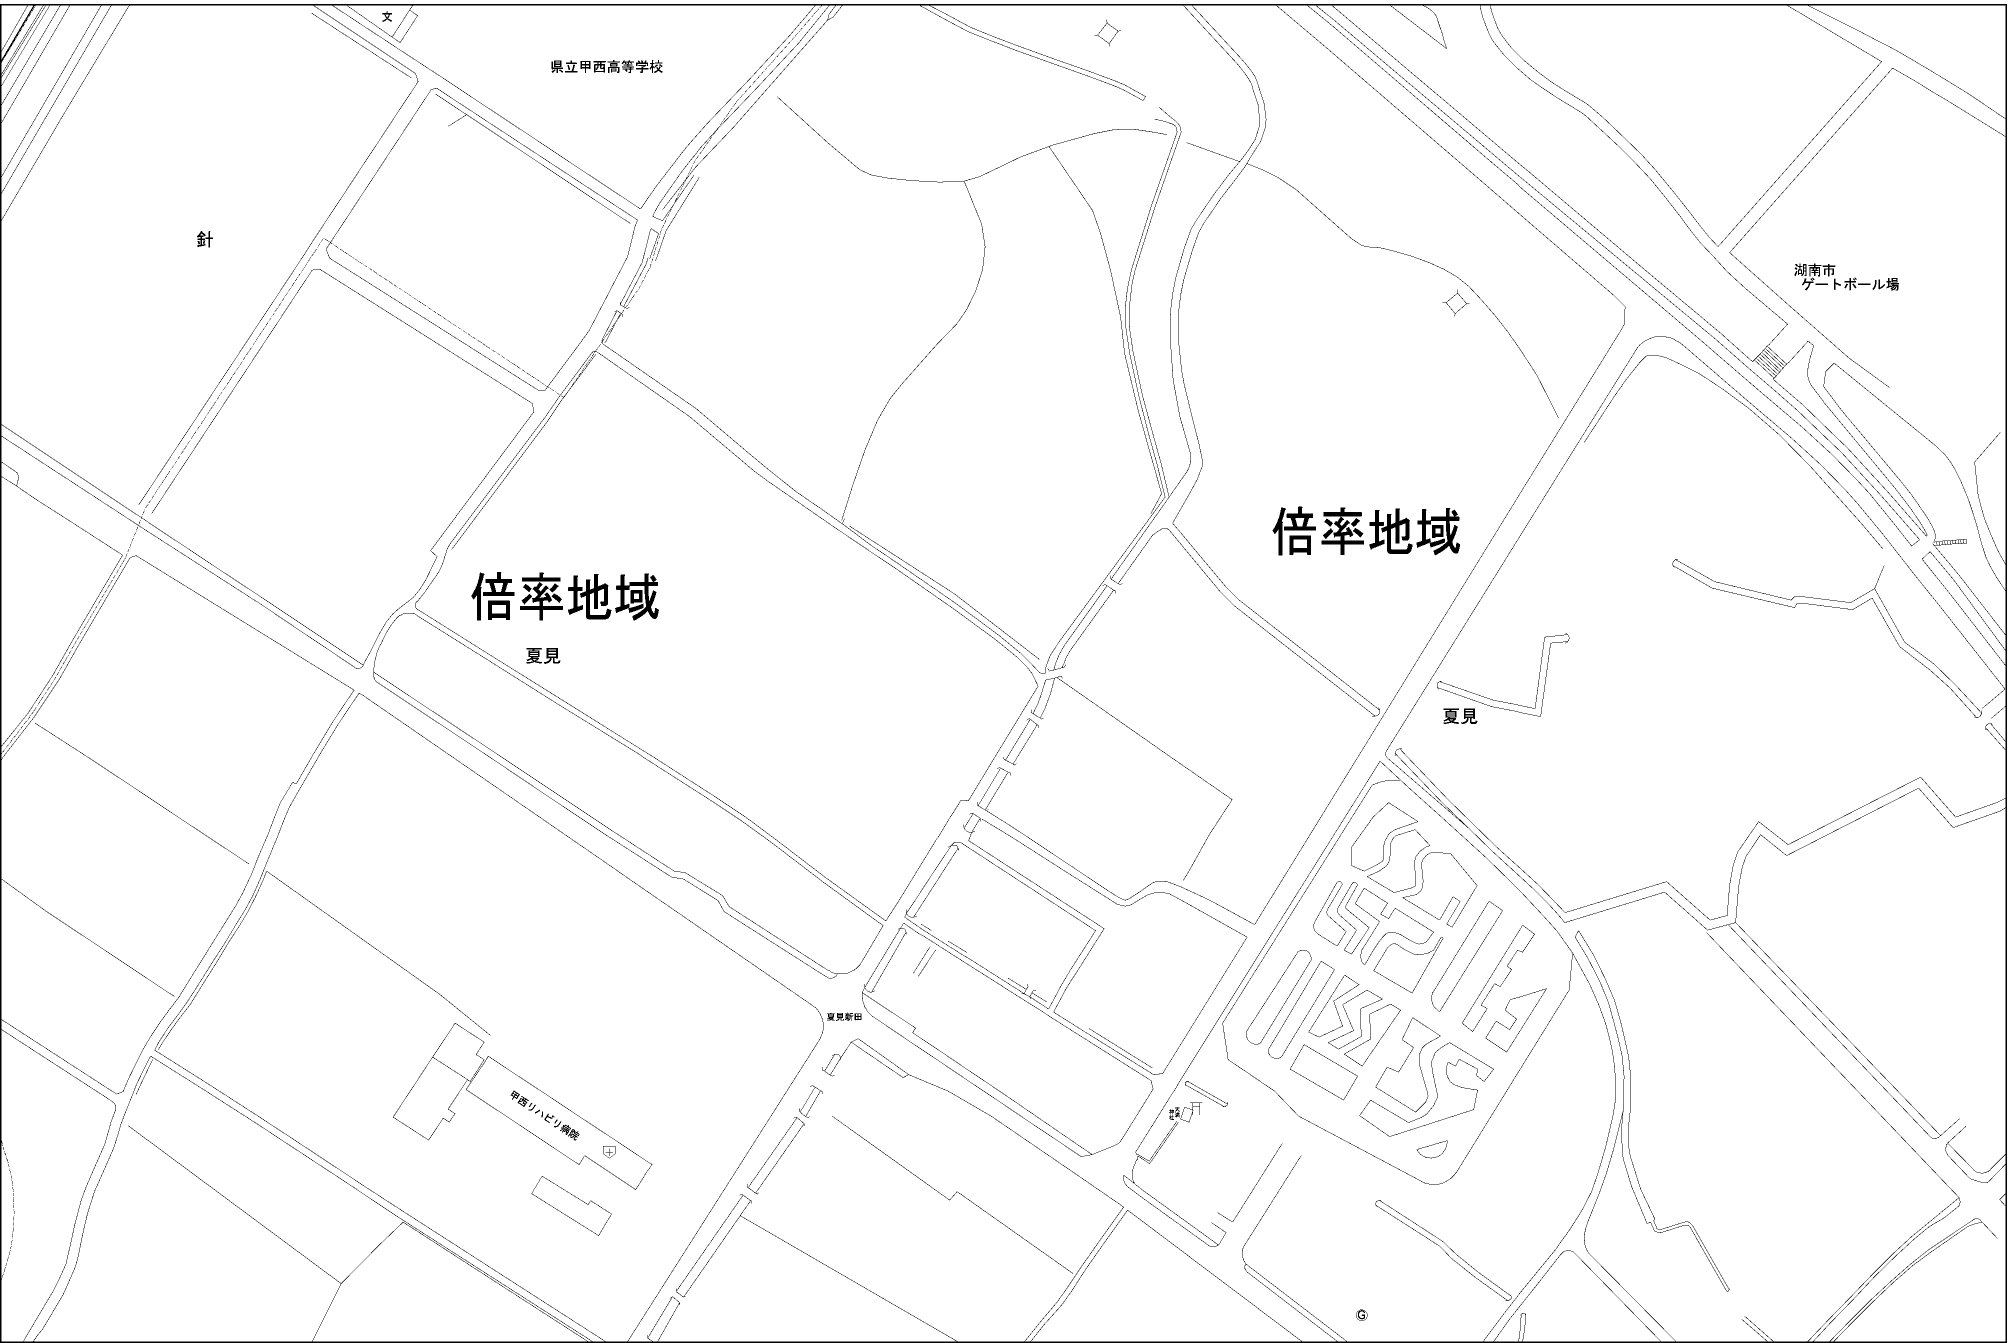 文
県立甲西高等学校
針
湖南市
ゲートボール場
倍率地域
倍率地域
夏見
夏見
夏見新田
甲西リハビリ病院
神社
G